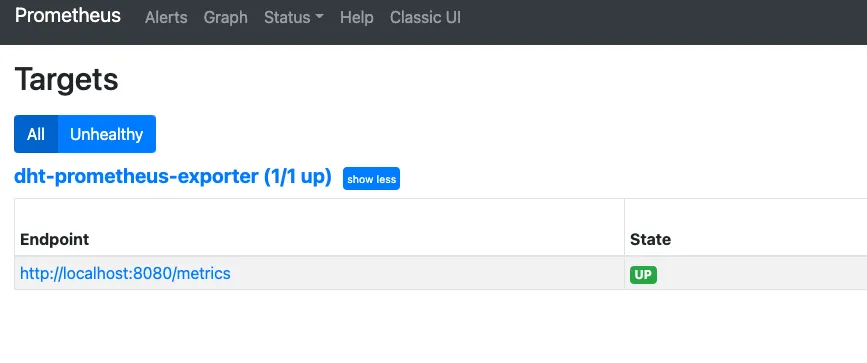 Prometheus Alerts Graph Status Help Classic UI
Targets
All Unhealthy
dht-prometheus-exporter (1/1 up) show less
Endpoint State
http://localhost:8080/metrics UP